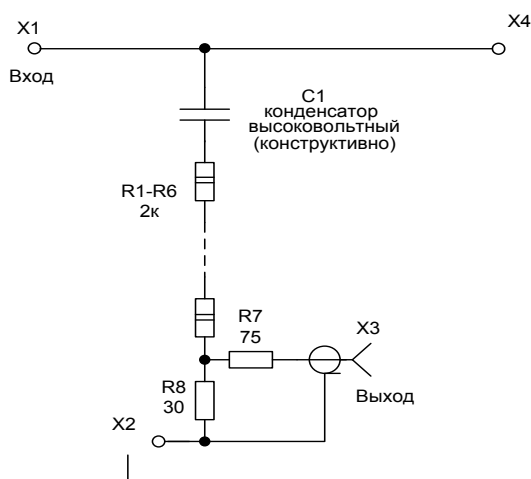 X1
X4
Вход
C1
конденсатор
высоковольтный
(конструктивно)
R1-R6
2к
R7
75
X3
R8
30
Выход
X2